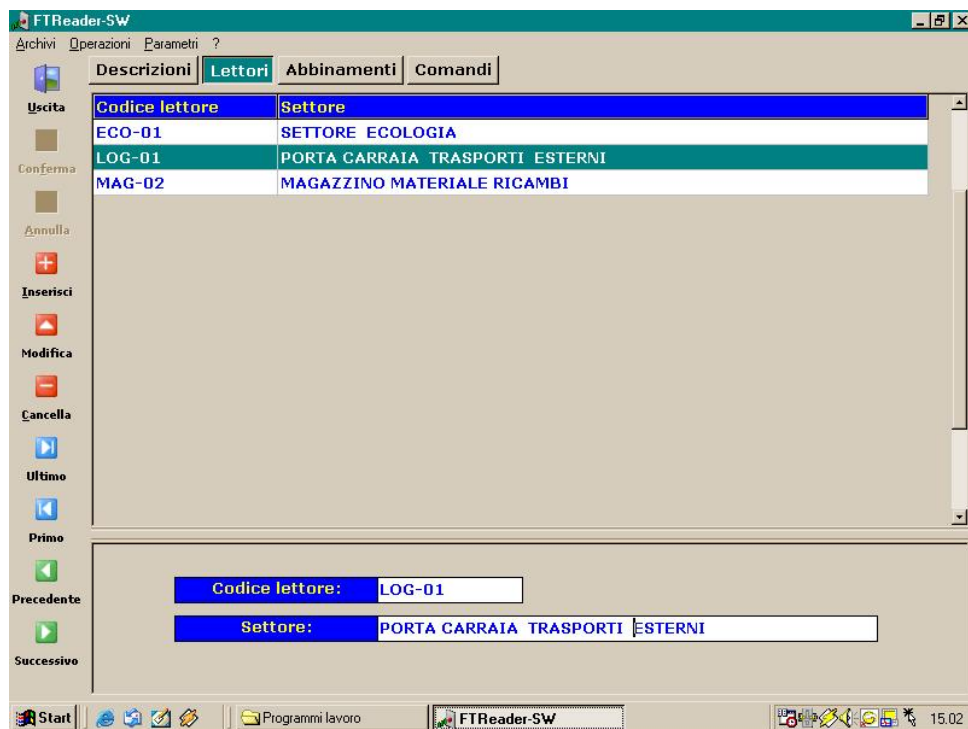 FTReader-SW
Archivi Operazioni Parametri ?
Descrizioni Lettori Abbinamenti Comandi
Uscita
Conferma
Annulla
Inserisci
Modifica
Cancella
Ultimo
Primo
Precedente
Successivo
Codice lettore Settore
ECO-01 SETTORE ECOLOGIA
LOG-01 PORTA CARRAIA TRASPORTI ESTERNI
MAG-02 MAGAZZINO MATERIALE RICAMBI
Codice lettore: LOG-01
Settore: PORTA CARRAIA TRASPORTI ESTERNI
Start Programmi lavoro FTReader-SW 15.02